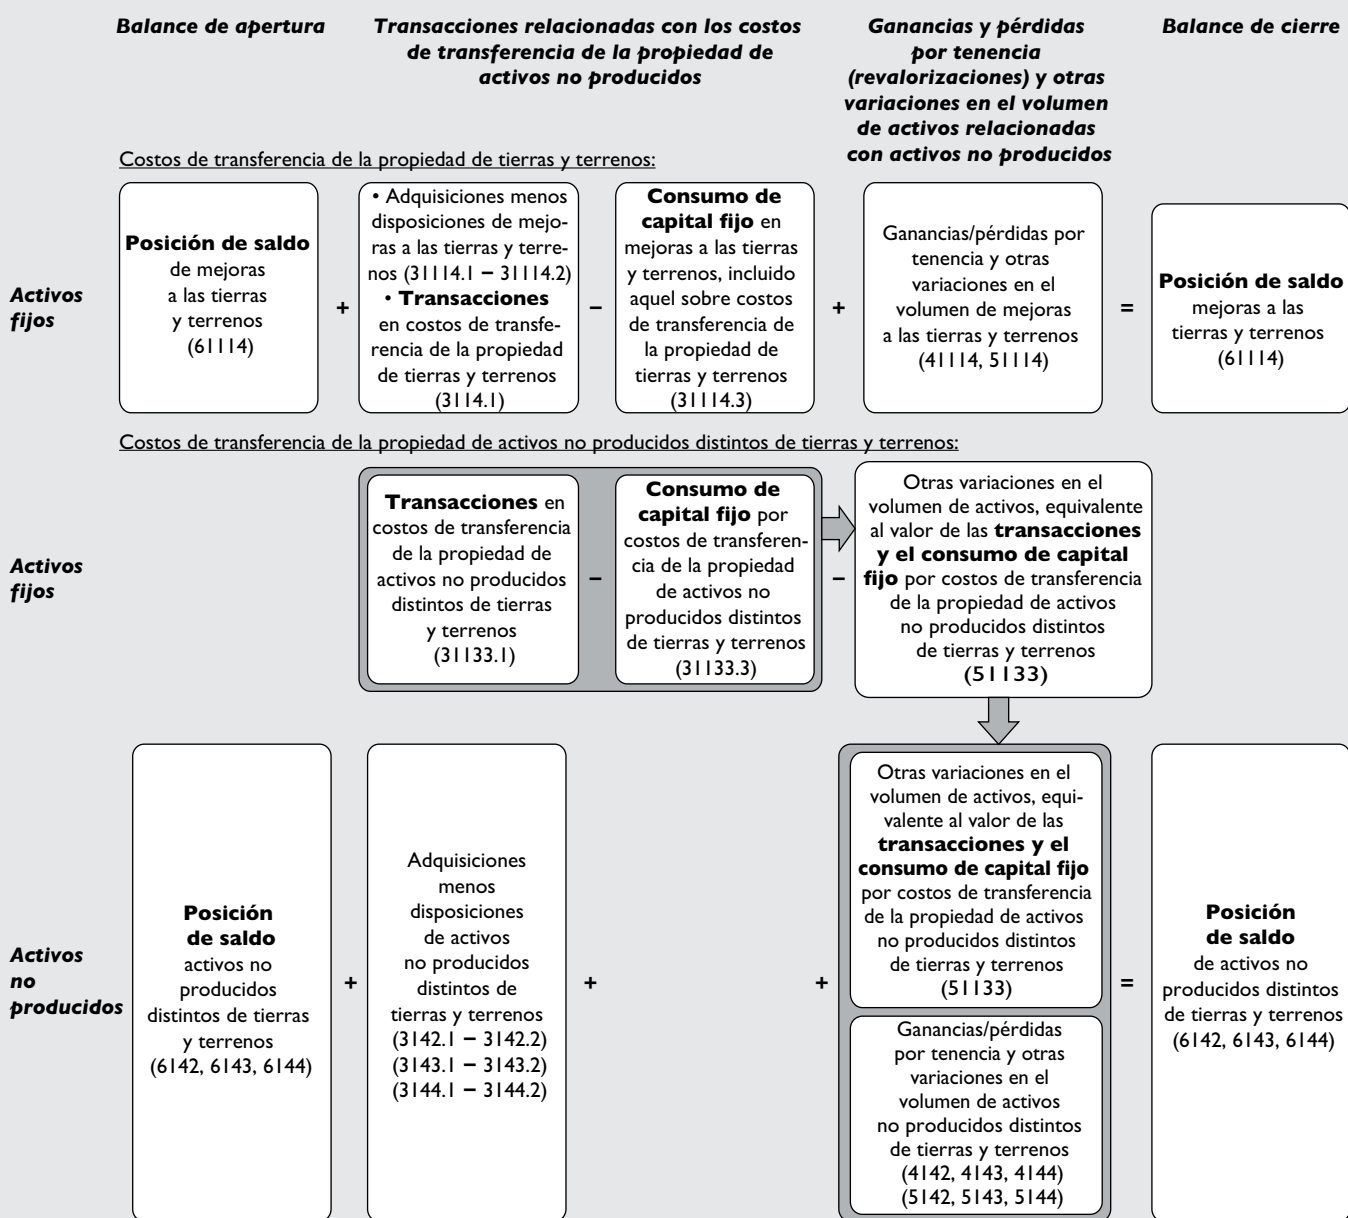 Balance de apertura
Transacciones relacionadas con los costos
de transferencia de la propiedad de
activos no producidos
Ganancias y pérdidas
por tenencia
(revalorizaciones) y otras
variaciones en el volumen
de activos relacionadas
con activos no producidos
Balance de cierre
Costos de transferencia de la propiedad de tierras y terrenos:
Activos
fijos
Posición de saldo
de mejoras
a las tierras
y terrenos
(61114)
+
• Adquisiciones menos
disposiciones de mejo-
ras a las tierras y terre-
nos (31114.1 – 31114.2)
• Transacciones
en costos de transfe-
rencia de la propiedad
de tierras y terrenos
(3114.1)
–
Consumo de
capital fijo en
mejoras a las tierras
y terrenos, incluido
aquel sobre costos
de transferencia de
la propiedad de
tierras y terrenos
(31114.3)
+
Ganancias/pérdidas por
tenencia y otras
variaciones en el
volumen de mejoras
a las tierras y terrenos
(41114, 51114)
=
Posición de saldo
mejoras a las
tierras y terrenos
(61114)
Costos de transferencia de la propiedad de activos no producidos distintos de tierras y terrenos:
Activos
fijos
Transacciones en
costos de transferencia
de la propiedad de
activos no producidos
distintos de tierras
y terrenos
(31133.1)
–
Consumo de
capital fijo por
costos de transferen-
cia de la propiedad
de activos no
producidos distintos
de tierras y terrenos
(31133.3)
–
Otras variaciones en el
volumen de activos, equivalente
al valor de las transacciones
y el consumo de capital
fijo por costos de transferencia
de la propiedad de activos
no producidos distintos
de tierras y terrenos
(51133)
Activos
no
producidos
Posición
de saldo
activos no
producidos
distintos de tierras
y terrenos
(6142, 6143, 6144)
+
Adquisiciones
menos
disposiciones
de activos
no producidos
distintos de
tierras y terrenos
(3142.1 – 3142.2)
(3143.1 – 3143.2)
(3144.1 – 3144.2)
+
+
Otras variaciones en el
volumen de activos, equi-
valente al valor de las
transacciones y el
consumo de capital fijo
por costos de transferencia
de la propiedad de activos
no producidos distintos
de tierras y terrenos
(51133)
Ganancias/pérdidas
por tenencia y otras
variaciones en el
volumen de activos
no producidos distintos
de tierras y terrenos
(4142, 4143, 4144)
(5142, 5143, 5144)
=
Posición
de saldo
de activos no
producidos distintos
de tierras y terrenos
(6142, 6143, 6144)